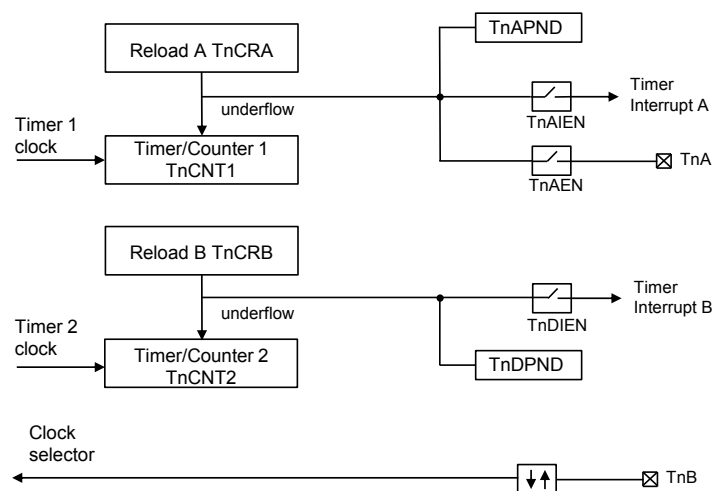 Reload A TnCRA
TnAPND
underflow
Timer
Interrupt A
TnAIEN
Timer 1
clock
Timer/Counter 1
TnCNT1
TnA
TnAEN
Reload B TnCRB
underflow
Timer
Interrupt B
TnDIEN
Timer 2
clock
Timer/Counter 2
TnCNT2
TnDPND
Clock
selector
TnB